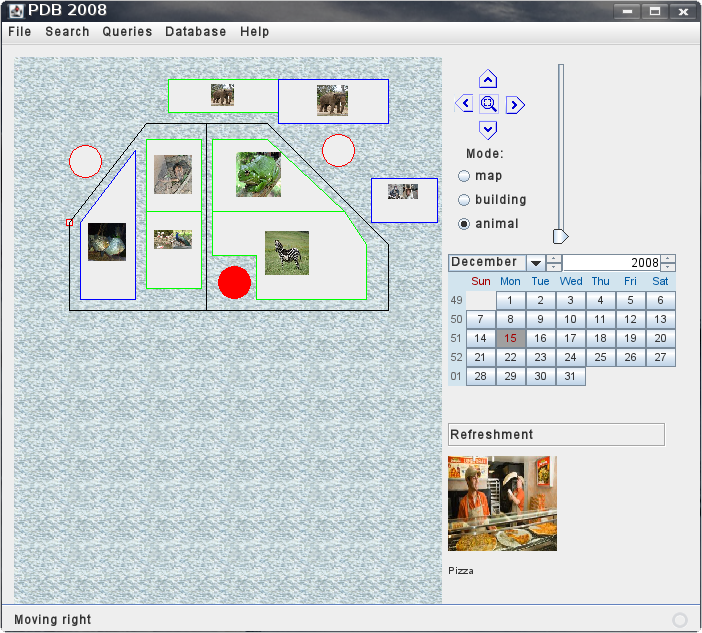 PDB 2008
File Search Queries Database Help
Mode:
map
building
animal
December 2008
Sun Mon Tue Wed Thu Fri Sat
49 1 2 3 4 5 6
50 7 8 9 10 11 12 13
51 14 15 16 17 18 19 20
52 21 22 23 24 25 26 27
01 28 29 30 31
Refreshment
Pizza
Moving right